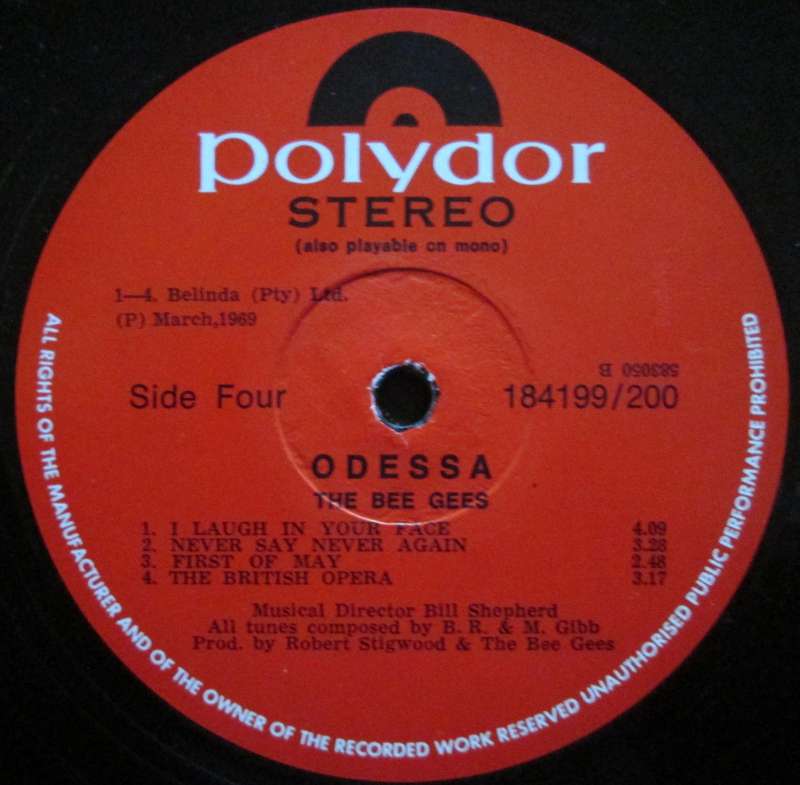 polydor
STEREO
(also playable on mono)
1—4. Belinda (Pty) Ltd.
(P) March,1969
583050 B
Side Four
184199/200
ODESSA
THE BEE GEES
1. I LAUGH IN YOUR FACE 4.09
2. NEVER SAY NEVER AGAIN 3.28
3. FIRST OF MAY 2.48
4. THE BRITISH OPERA 3.17
Musical Director Bill Shepherd
All tunes composed by B. R. & M. Gibb
Prod. by Robert Stigwood & The Bee Gees
ALL RIGHTS OF THE MANUFACTURER AND OF THE OWNER OF THE RECORDED WORK RESERVED UNAUTHORISED PUBLIC PERFORMANCE PROHIBITED